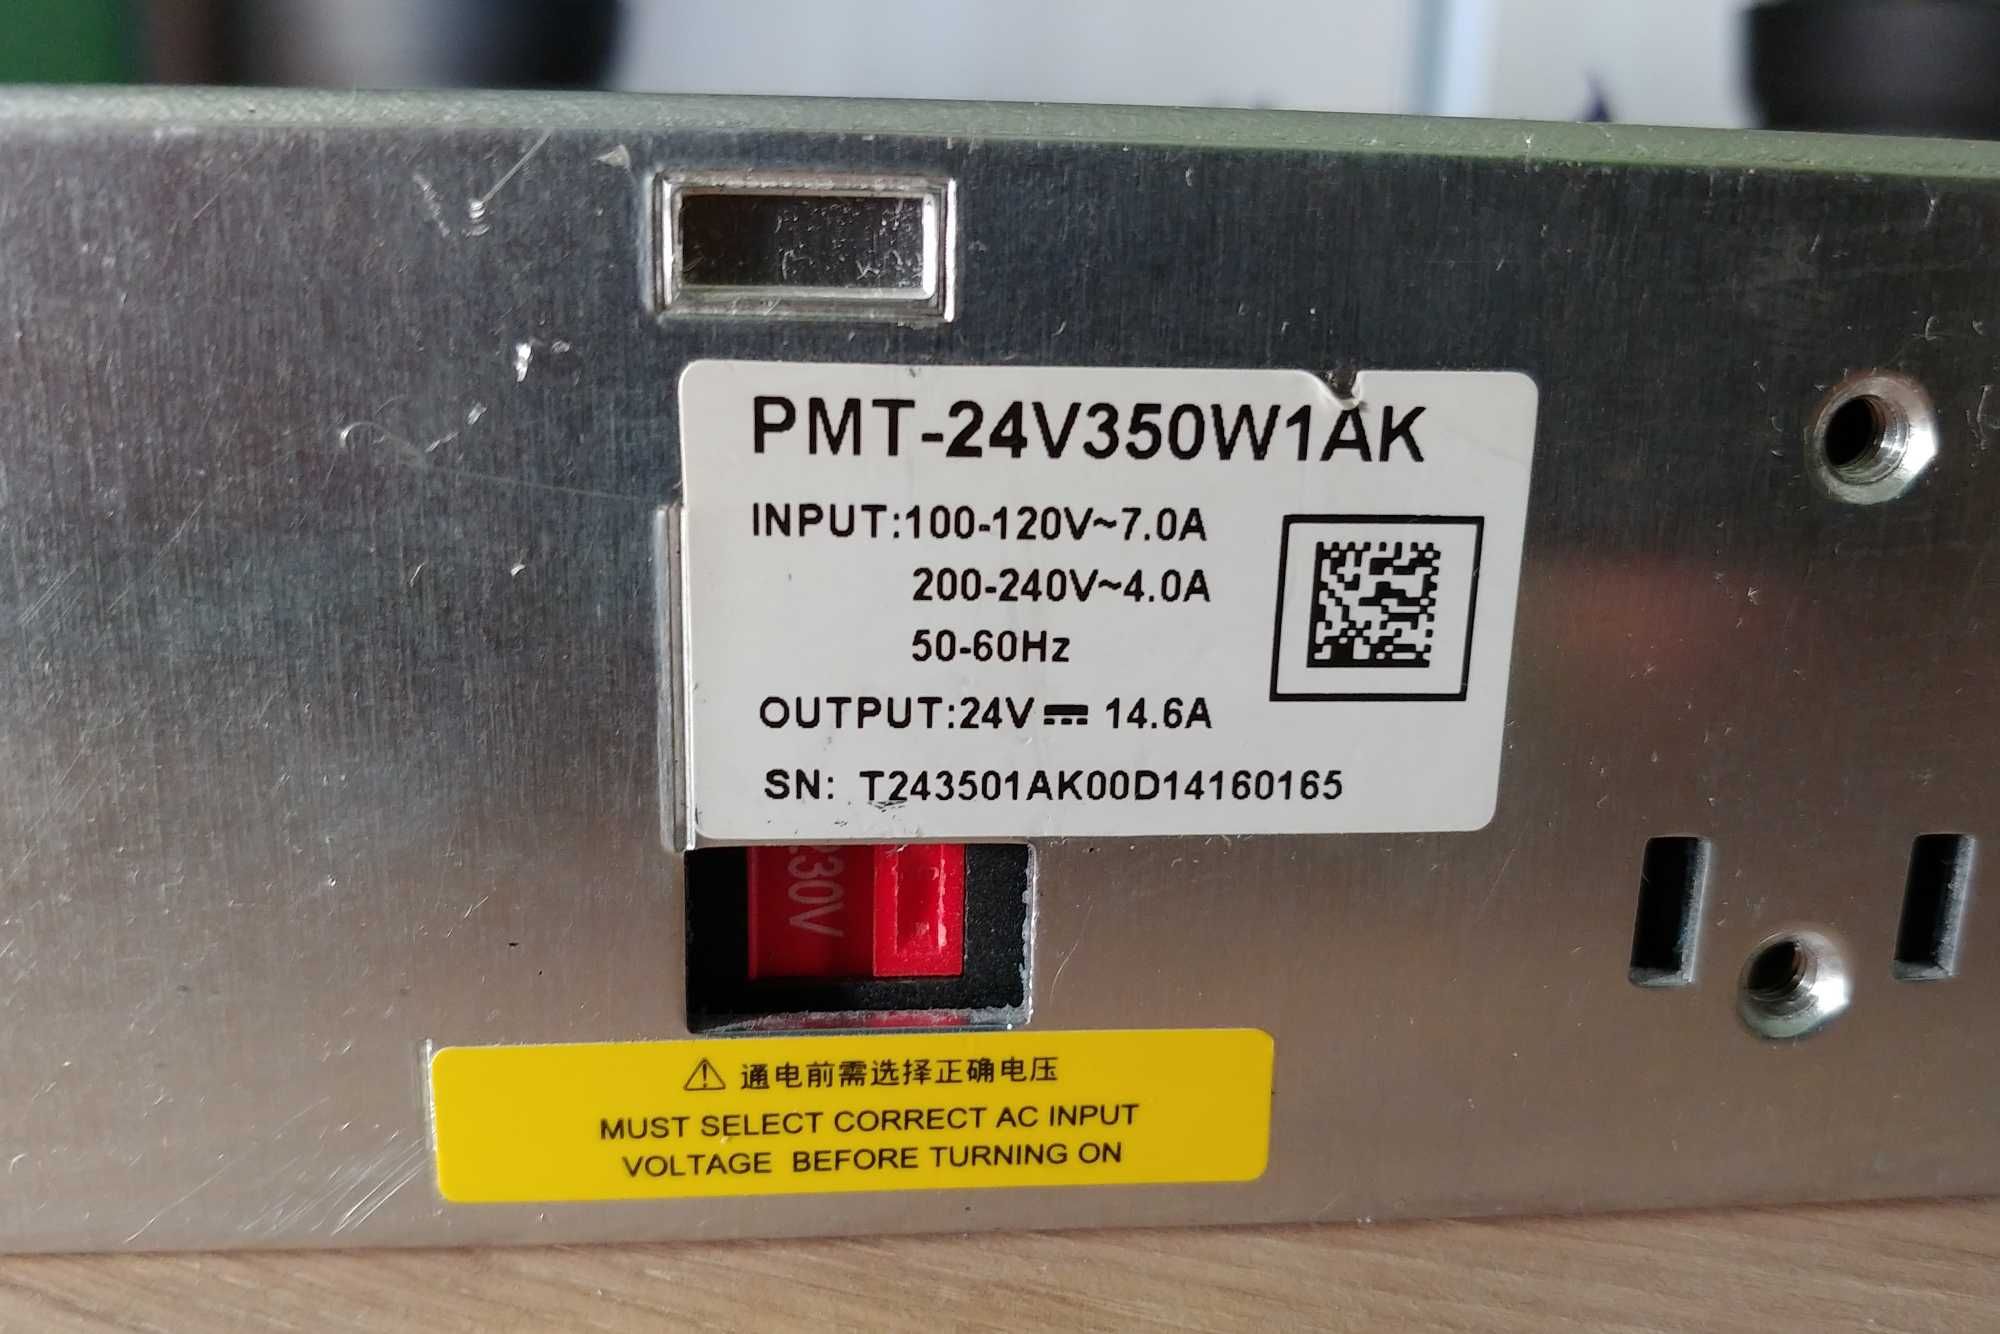 PMT-24V350W1AK
INPUT:100-120V~7.0A
200-240V~4.0A
50-60Hz
OUTPUT:24V⎓ 14.6A
SN: T243501AK00D14160165
230V
⚠ 通电前需选择正确电压
MUST SELECT CORRECT AC INPUT
VOLTAGE BEFORE TURNING ON